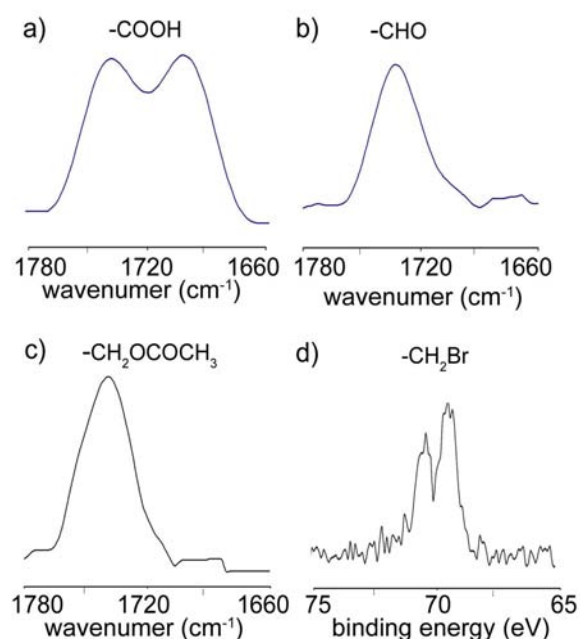 a) -COOH
b) -CHO
1780 1720 1660
wavenumer (cm⁻¹)
1780 1720 1660
wavenumer (cm⁻¹)
c) -CH₂OCOCH₃
d) -CH₂Br
1780 1720 1660
wavenumer (cm⁻¹)
75 70 65
binding energy (eV)